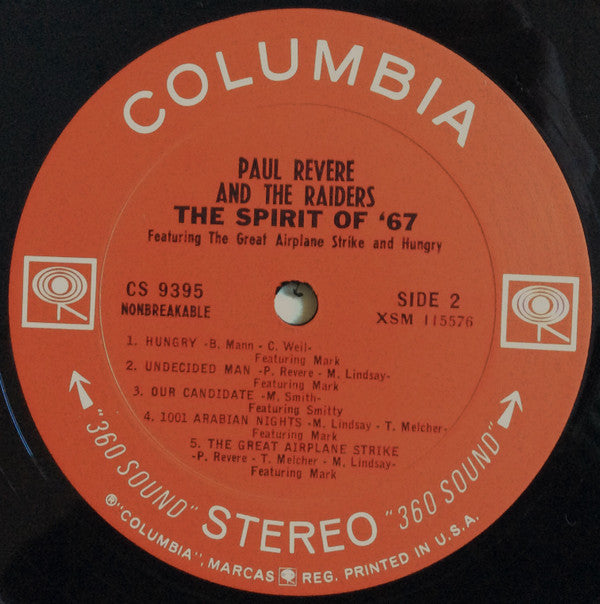 COLUMBIA
PAUL REVERE
AND THE RAIDERS
THE SPIRIT OF '67
Featuring The Great Airplane Strike and Hungry
CS 9395
NONBREAKABLE
SIDE 2
XSM 115576
1. HUNGRY -B. Mann - C. Weil-
Featuring Mark
2. UNDECIDED MAN -P. Revere - M. Lindsay-
Featuring Mark
3. OUR CANDIDATE -M. Smith-
Featuring Smitty
4. 1001 ARABIAN NIGHTS -M. Lindsay - T. Melcher-
Featuring Mark
5. THE GREAT AIRPLANE STRIKE
-P. Revere - T. Melcher - M. Lindsay-
Featuring Mark
"360 SOUND" STEREO "360 SOUND"
®"COLUMBIA", MARCAS REG. PRINTED IN U.S.A.